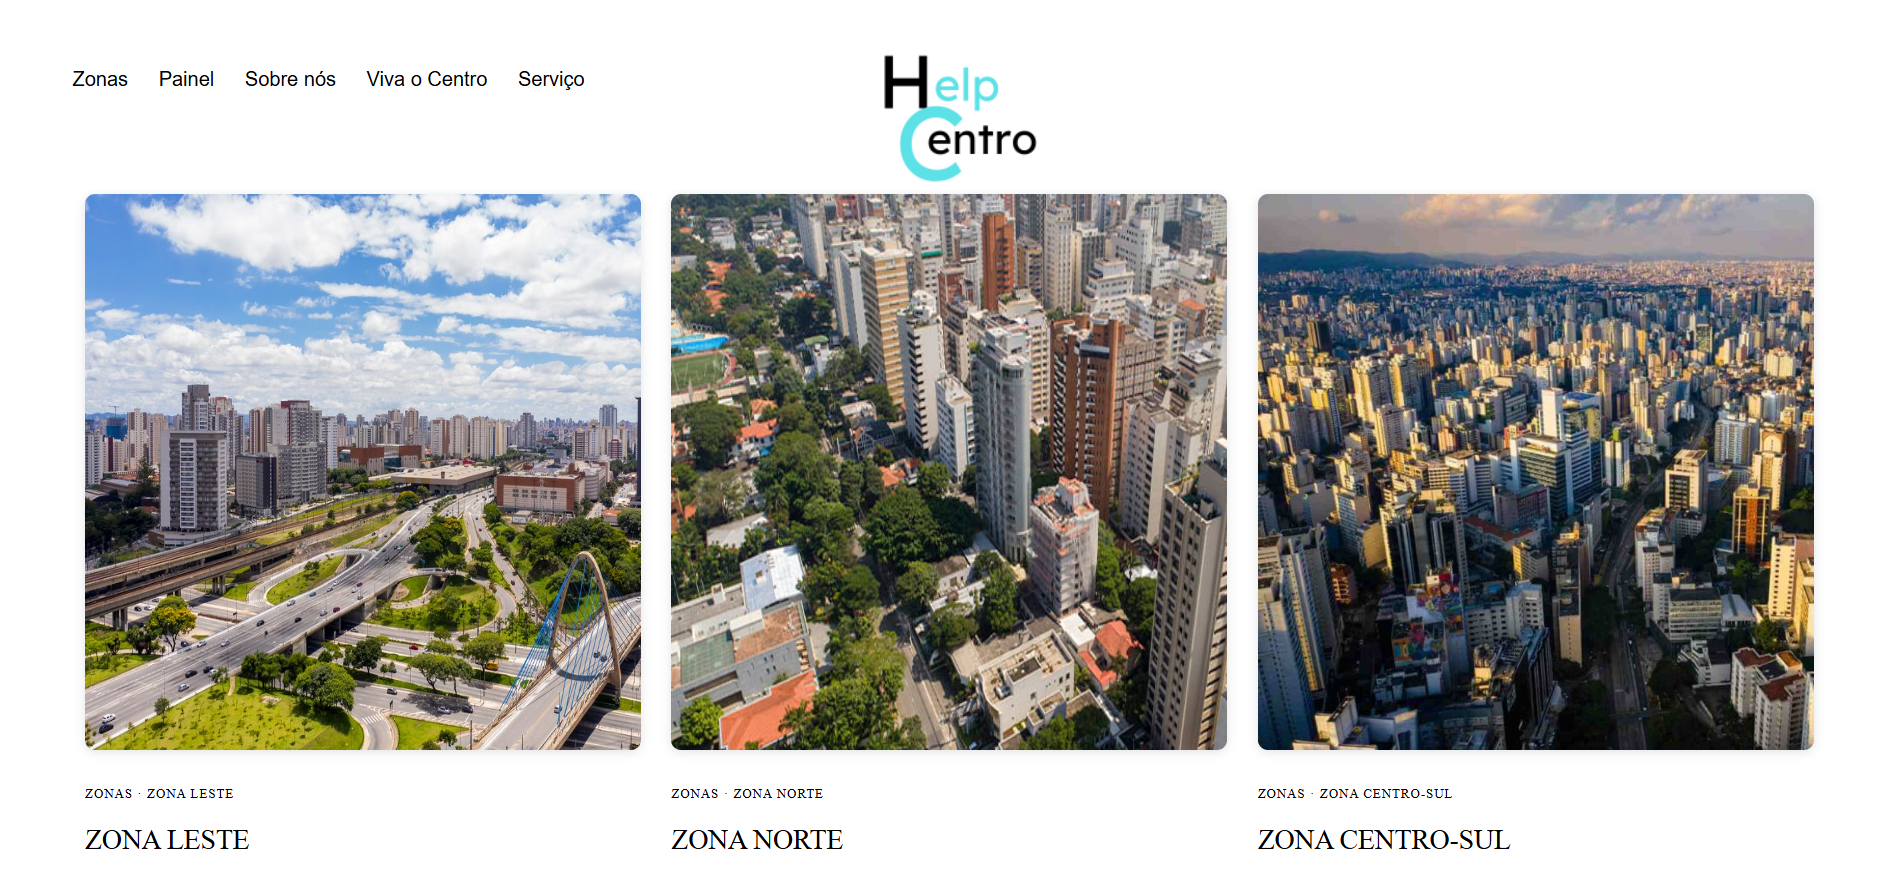 Zonas Painel Sobre nós Viva o Centro Serviço
Help
Centro
ZONAS · ZONA LESTE
ZONA LESTE
ZONAS · ZONA NORTE
ZONA NORTE
ZONAS · ZONA CENTRO-SUL
ZONA CENTRO-SUL